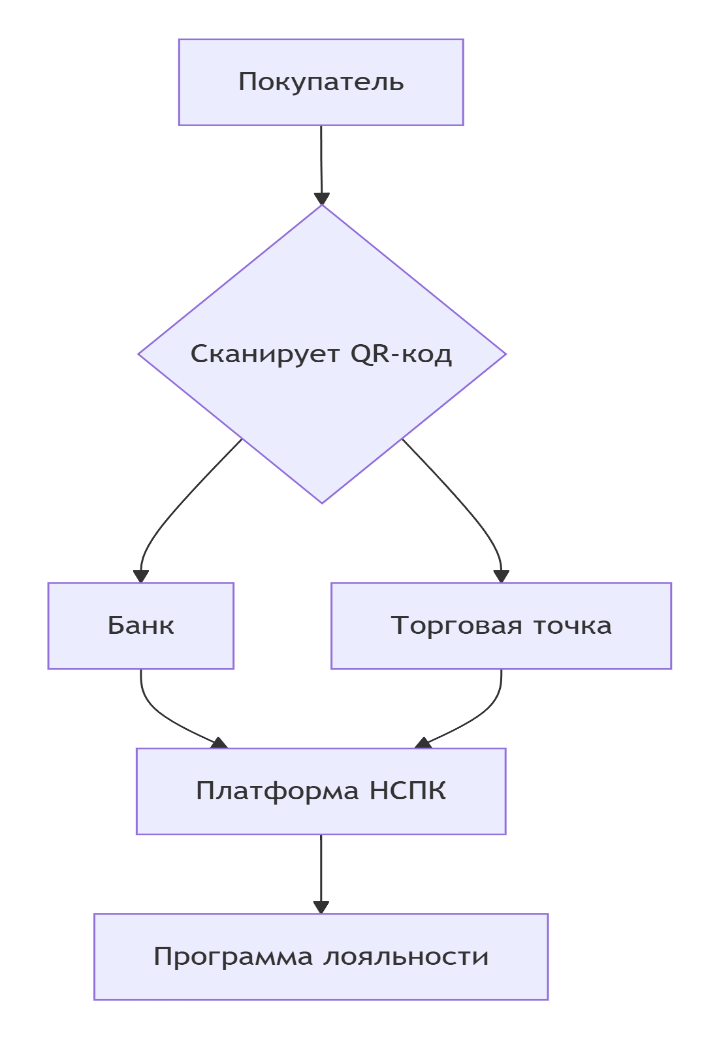 Покупатель
Сканирует QR-код
Банк
Торговая точка
Платформа НСПК
Программа лояльности